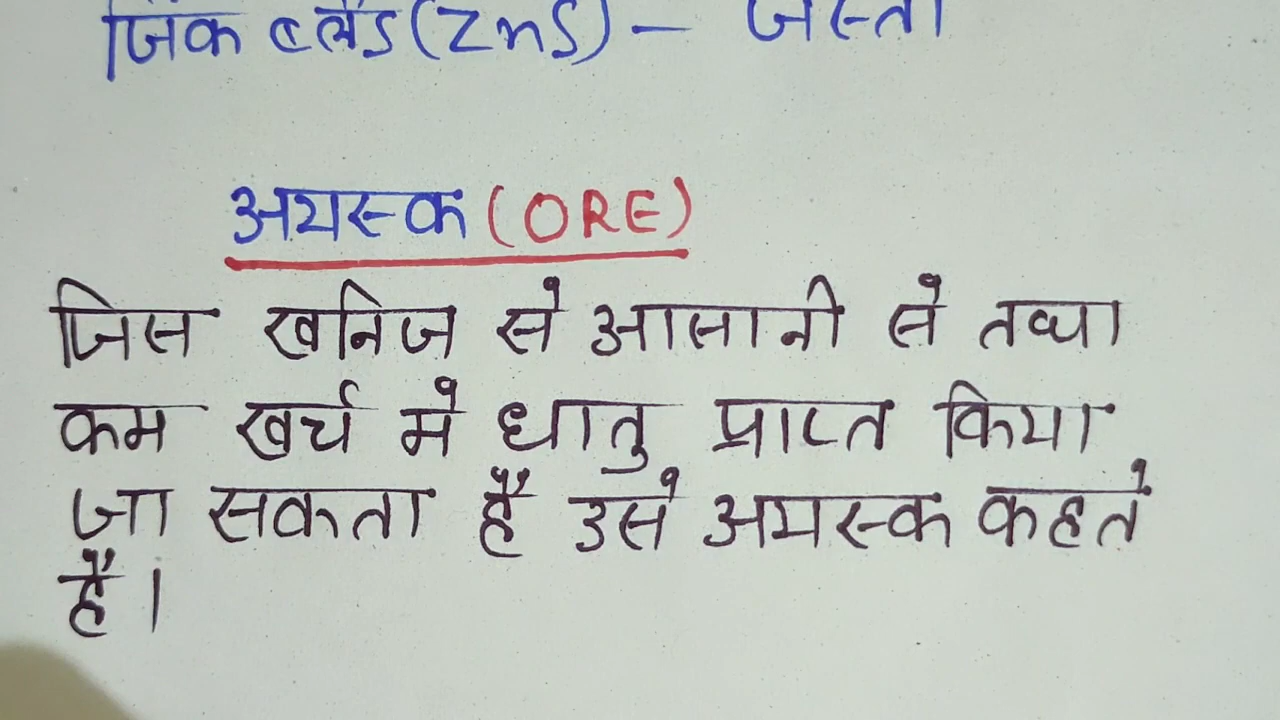 जिंक ब्लेंड (ZnS) - जस्ता
अयस्क (ORE)
जिस खनिज से आसानी से तथा
कम खर्च में धातु प्राप्त किया
जा सकता हैं उसे अयस्क कहते
हैं।